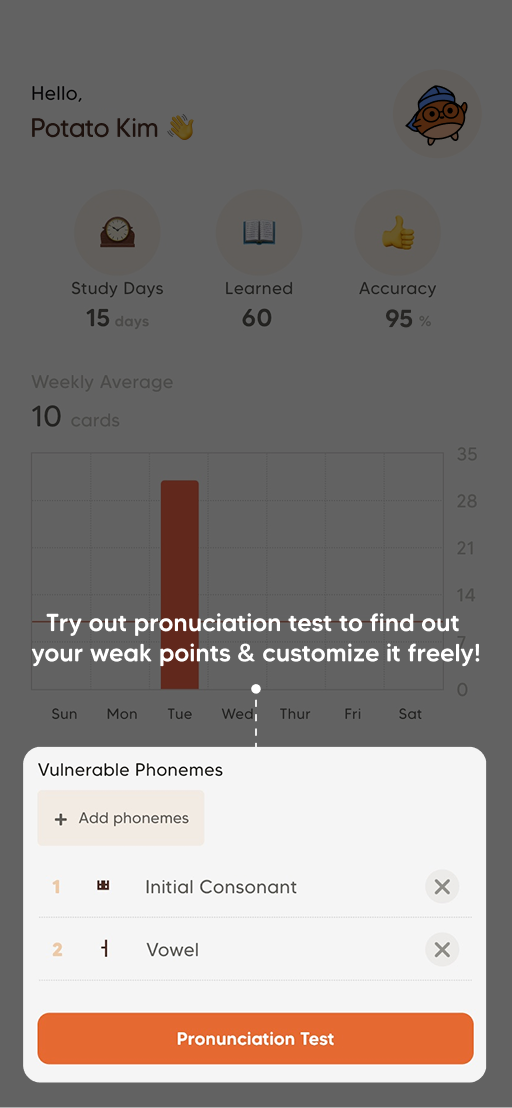 Hello,
Potato Kim 👋
Study Days
Learned
Accuracy
15 days
60
95 %
Weekly Average
10 cards
35
28
21
14
7
0
Try out pronuciation test to find out
your weak points & customize it freely!
Sun Mon Tue Wed Thur Fri Sat
Vulnerable Phonemes
+ Add phonemes
1 ㅃ Initial Consonant
2 ㅓ Vowel
Pronunciation Test